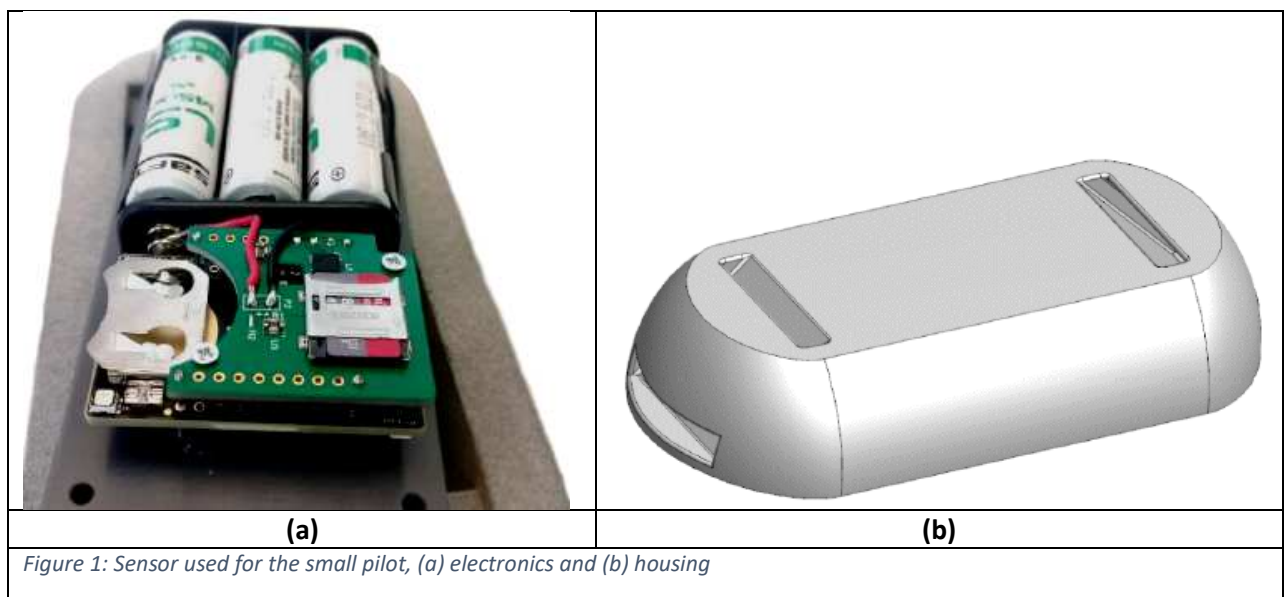 (a)
(b)
Figure 1: Sensor used for the small pilot, (a) electronics and (b) housing